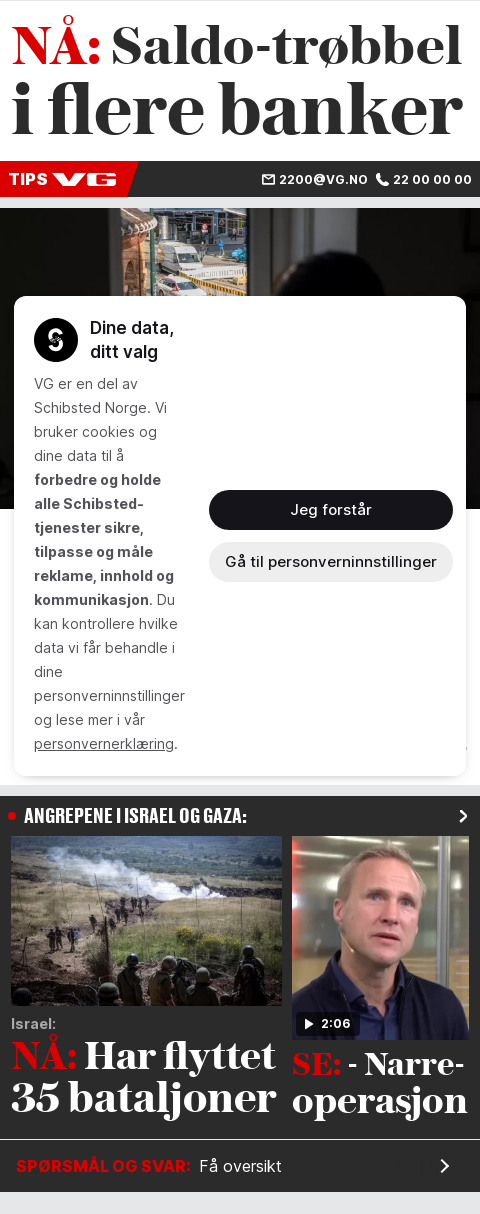 NÅ: Saldo-trøbbel
i flere banker
TIPS VG
2200@VG.NO 22 00 00 00
Dine data,
ditt valg
VG er en del av
Schibsted Norge. Vi
bruker cookies og
dine data til å
forbedre og holde
alle Schibsted-
tjenester sikre,
tilpasse og måle
reklame, innhold og
kommunikasjon. Du
kan kontrollere hvilke
data vi får behandle i
dine
personverninnstillinger
og lese mer i vår
personvernerklæring.
Jeg forstår
Gå til personverninnstillinger
ANGREPENE I ISRAEL OG GAZA:
Israel:
NÅ: Har flyttet
35 bataljoner
2:06
SE: - Narre-
operasjon
SPØRSMÅL OG SVAR: Få oversikt